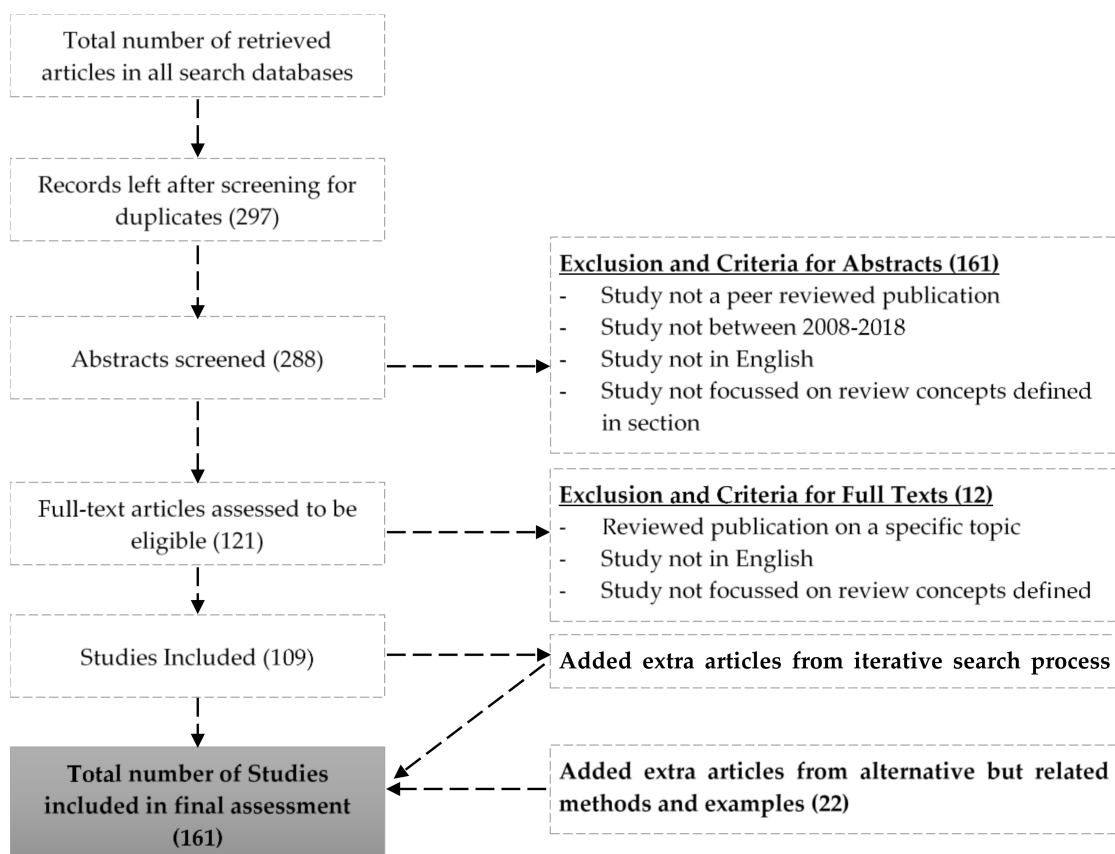 Total number of retrieved
articles in all search databases
Records left after screening for
duplicates (297)
Abstracts screened (288)
Exclusion and Criteria for Abstracts (161)
- Study not a peer reviewed publication
- Study not between 2008-2018
- Study not in English
- Study not focussed on review concepts defined
in section
Full-text articles assessed to be
eligible (121)
Exclusion and Criteria for Full Texts (12)
- Reviewed publication on a specific topic
- Study not in English
- Study not focussed on review concepts defined
Studies Included (109)
Added extra articles from iterative search process
Total number of Studies
included in final assessment
(161)
Added extra articles from alternative but related
methods and examples (22)